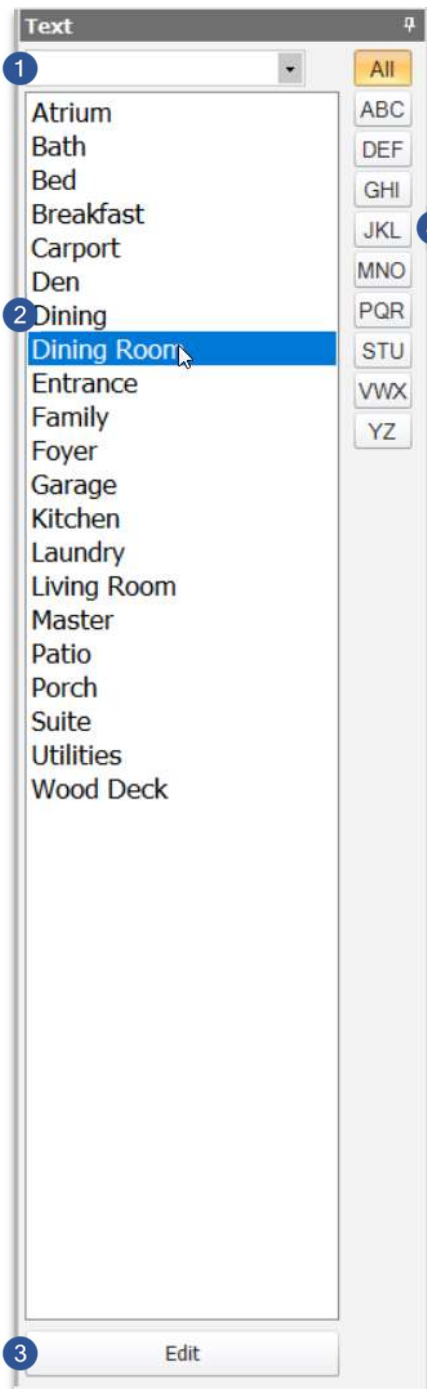 Text
1
All
Atrium
ABC
Bath
DEF
Bed
GHI
Breakfast
JKL
Carport
MNO
Den
2 Dining
PQR
Dining Room
STU
Entrance
VWX
Family
YZ
Foyer
Garage
Kitchen
Laundry
Living Room
Master
Patio
Porch
Suite
Utilities
Wood Deck
3 Edit